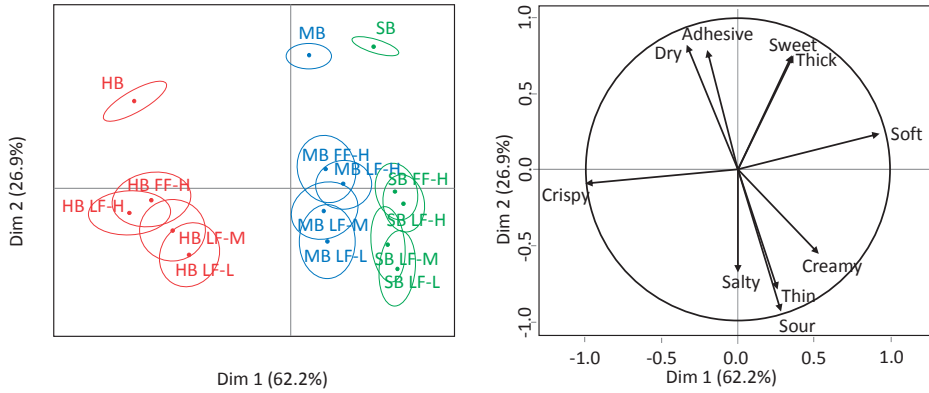 MB
SB
HB
MB FF-H
MB LF-H
HB FF-H
SB FF-H
HB LF-H
SB LF-H
MB LF-M
HB LF-M
MB LF-L
SB LF-M
HB LF-L
SB LF-L
Dim 2 (26.9%)
Dim 1 (62.2%)
Adhesive
Dry
Sweet
Thick
Soft
Crispy
Creamy
Salty
Thin
Sour
1.0
0.5
0.0
-0.5
-1.0
Dim 2 (26.9%)
-1.0
-0.5
0.0
0.5
1.0
Dim 1 (62.2%)